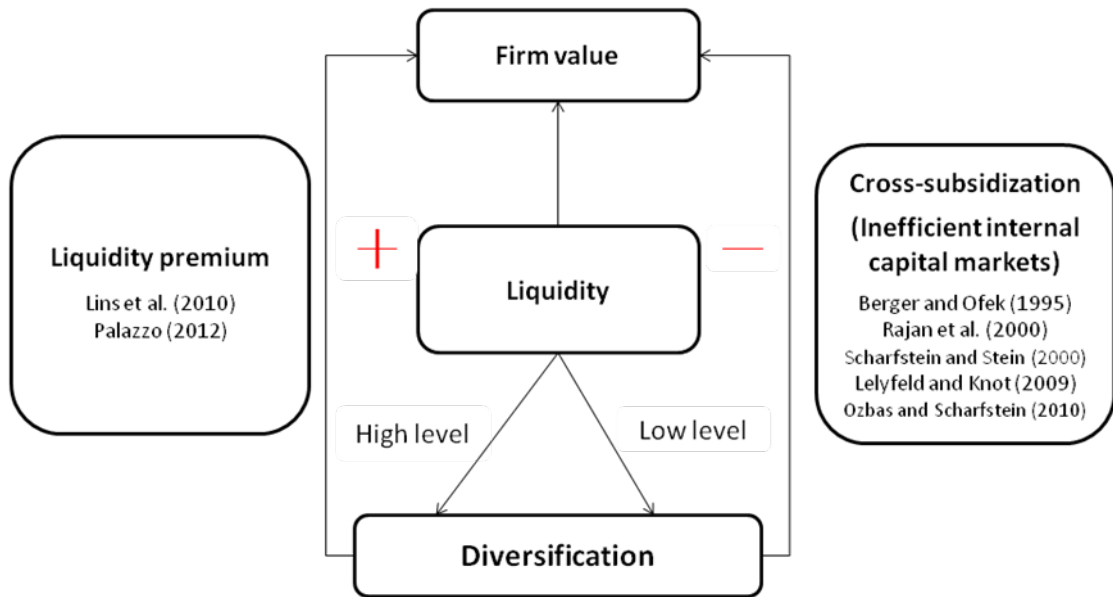 Firm value
Liquidity premium
Lins et al. (2010)
Palazzo (2012)
+
Liquidity
—
Cross-subsidization
(Inefficient internal
capital markets)
Berger and Ofek (1995)
Rajan et al. (2000)
Scharfstein and Stein (2000)
Lelyfeld and Knot (2009)
Ozbas and Scharfstein (2010)
High level
Low level
Diversification